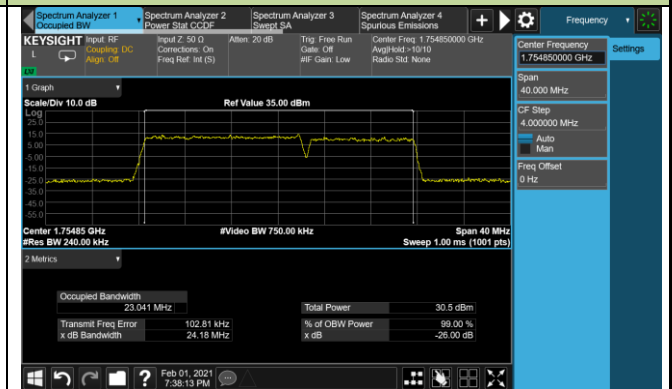 Spectrum Analyzer 1
Occupied BW
Spectrum Analyzer 2
Power Stat CCDF
Spectrum Analyzer 3
Swept SA
Spectrum Analyzer 4
Spurious Emissions
Frequency
KEYSIGHT
L
Input: RF
Coupling: DC
Align: Off
Input Z: 50 Ω
Corrections: On
Freq Ref: Int (S)
Atten: 20 dB
Trig: Free Run
Gate: Off
#IF Gain: Low
Center Freq: 1.754850000 GHz
Avg|Hold:>10/10
Radio Std: None
1 Graph
Scale/Div 10.0 dB
Ref Value 35.00 dBm
Log
25.0
15.0
5.00
-5.00
-15.0
-25.0
-35.0
-45.0
-55.0
Center 1.75485 GHz
#Video BW 750.00 kHz
Span 40 MHz
#Res BW 240.00 kHz
Sweep 1.00 ms (1001 pts)
2 Metrics
Occupied Bandwidth
23.041 MHz
Total Power 30.5 dBm
Transmit Freq Error 102.81 kHz
% of OBW Power 99.00 %
x dB Bandwidth 24.18 MHz
x dB -26.00 dB
Center Frequency
1.754850000 GHz
Settings
Span
40.000 MHz
CF Step
4.000000 MHz
Auto
Man
Freq Offset
0 Hz
Feb 01, 2021
7:38:13 PM